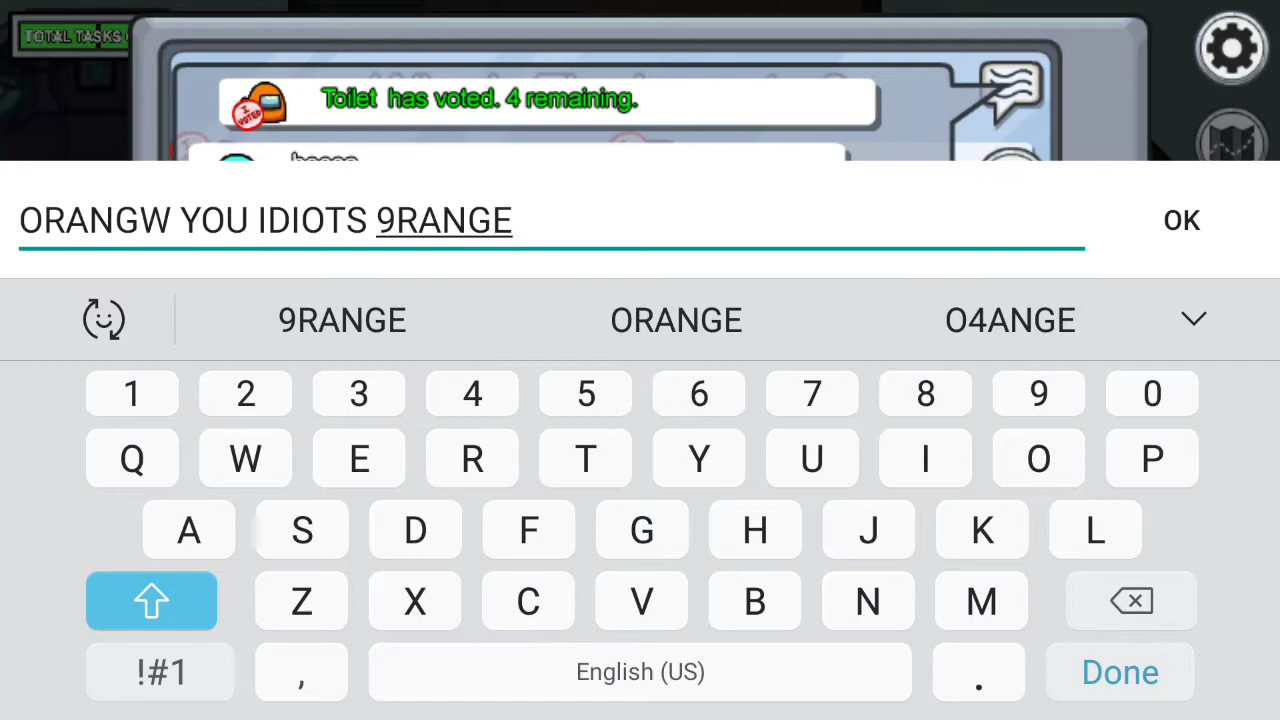 TOTAL TASKS
Toilet has voted. 4 remaining.
I VOTED
ORANGW YOU IDIOTS 9RANGE
OK
9RANGE ORANGE O4ANGE
1 2 3 4 5 6 7 8 9 0
Q W E R T Y U I O P
A S D F G H J K L
Z X C V B N M
!#1 , English (US) . Done